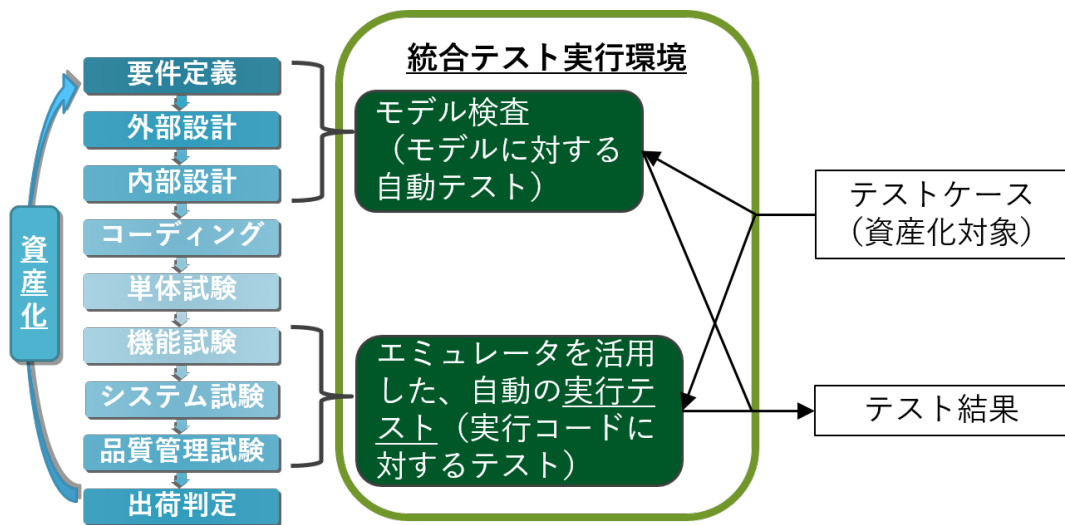 統合テスト実行環境
要件定義
外部設計
内部設計
コーディング
単体試験
機能試験
システム試験
品質管理試験
出荷判定
資産化
モデル検査
（モデルに対する
自動テスト）
エミュレータを活用
した、自動の実行テ
スト（実行コードに
対するテスト）
テストケース
（資産化対象）
テスト結果